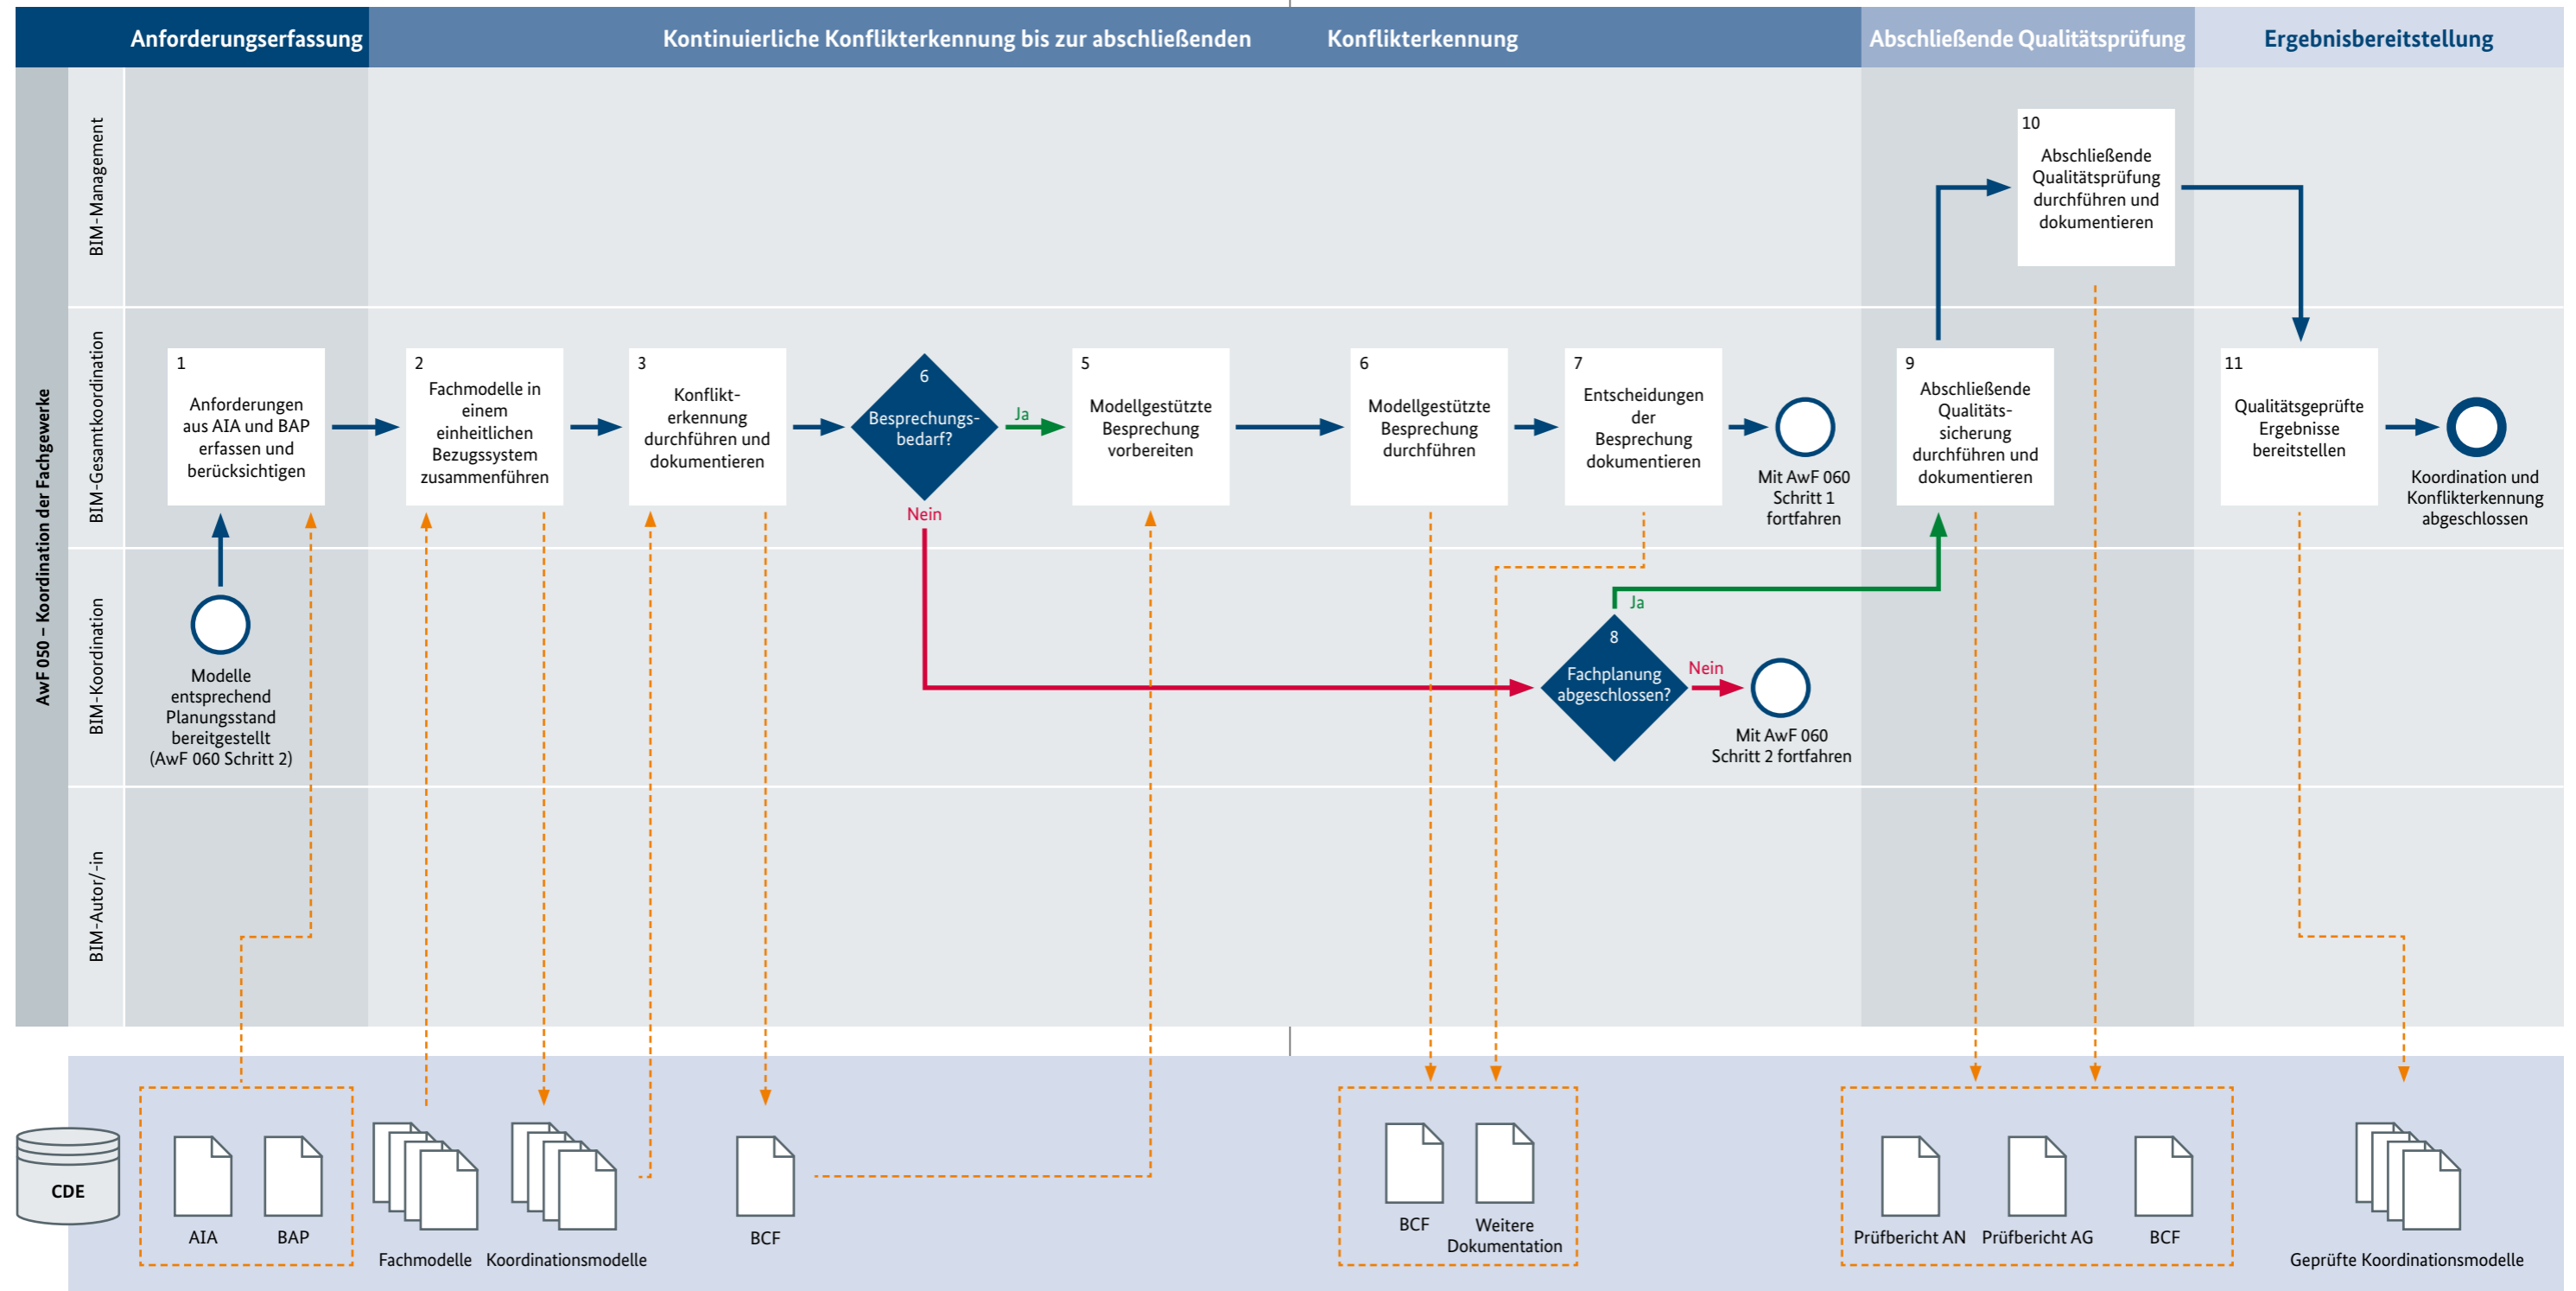 Anforderungserfassung
Kontinuierliche Konflikterkennung bis zur abschließenden Konflikterkennung
Abschließende Qualitätsprüfung
Ergebnisbereitstellung
AwF 050 – Koordination der Fachgewerke
BIM-Management
10
Abschließende
Qualitätsprüfung
durchführen und
dokumentieren
BIM-Gesamtkoordination
1
Anforderungen
aus AIA und BAP
erfassen und
berücksichtigen
2
Fachmodelle in
einem
einheitlichen
Bezugssystem
zusammenführen
3
Konflikt-
erkennung
durchführen und
dokumentieren
6
Besprechungs-
bedarf?
Ja
Nein
5
Modellgestützte
Besprechung
vorbereiten
6
Modellgestützte
Besprechung
durchführen
7
Entscheidungen
der
Besprechung
dokumentieren
Mit AwF 060
Schritt 1
fortfahren
9
Abschließende
Qualitäts-
sicherung
durchführen und
dokumentieren
11
Qualitätsgeprüfte
Ergebnisse
bereitstellen
Koordination und
Konflikterkennung
abgeschlossen
BIM-Koordination
Modelle
entsprechend
Planungsstand
bereitgestellt
(AwF 060 Schritt 2)
Ja
8
Fachplanung
abgeschlossen?
Nein
Mit AwF 060
Schritt 2 fortfahren
BIM-Autor/-in
CDE
AIA
BAP
Fachmodelle
Koordinationsmodelle
BCF
BCF
Weitere
Dokumentation
Prüfbericht AN
Prüfbericht AG
BCF
Geprüfte Koordinationsmodelle